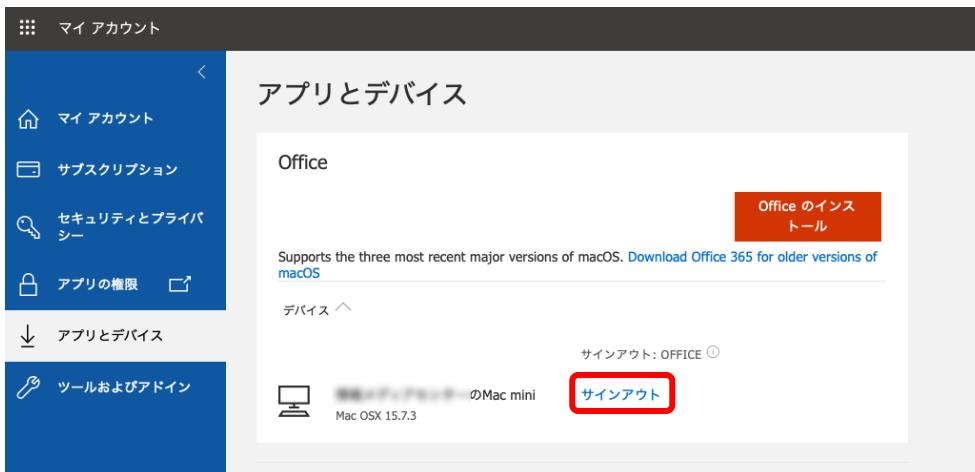 マイ アカウント
アプリとデバイス
マイ アカウント
サブスクリプション
セキュリティとプライバ
シー
アプリの権限
アプリとデバイス
ツールおよびアドイン
Office
Office のインス
トール
Supports the three most recent major versions of macOS. Download Office 365 for older versions of
macOS
デバイス
サインアウト: OFFICE
のMac mini
サインアウト
Mac OSX 15.7.3